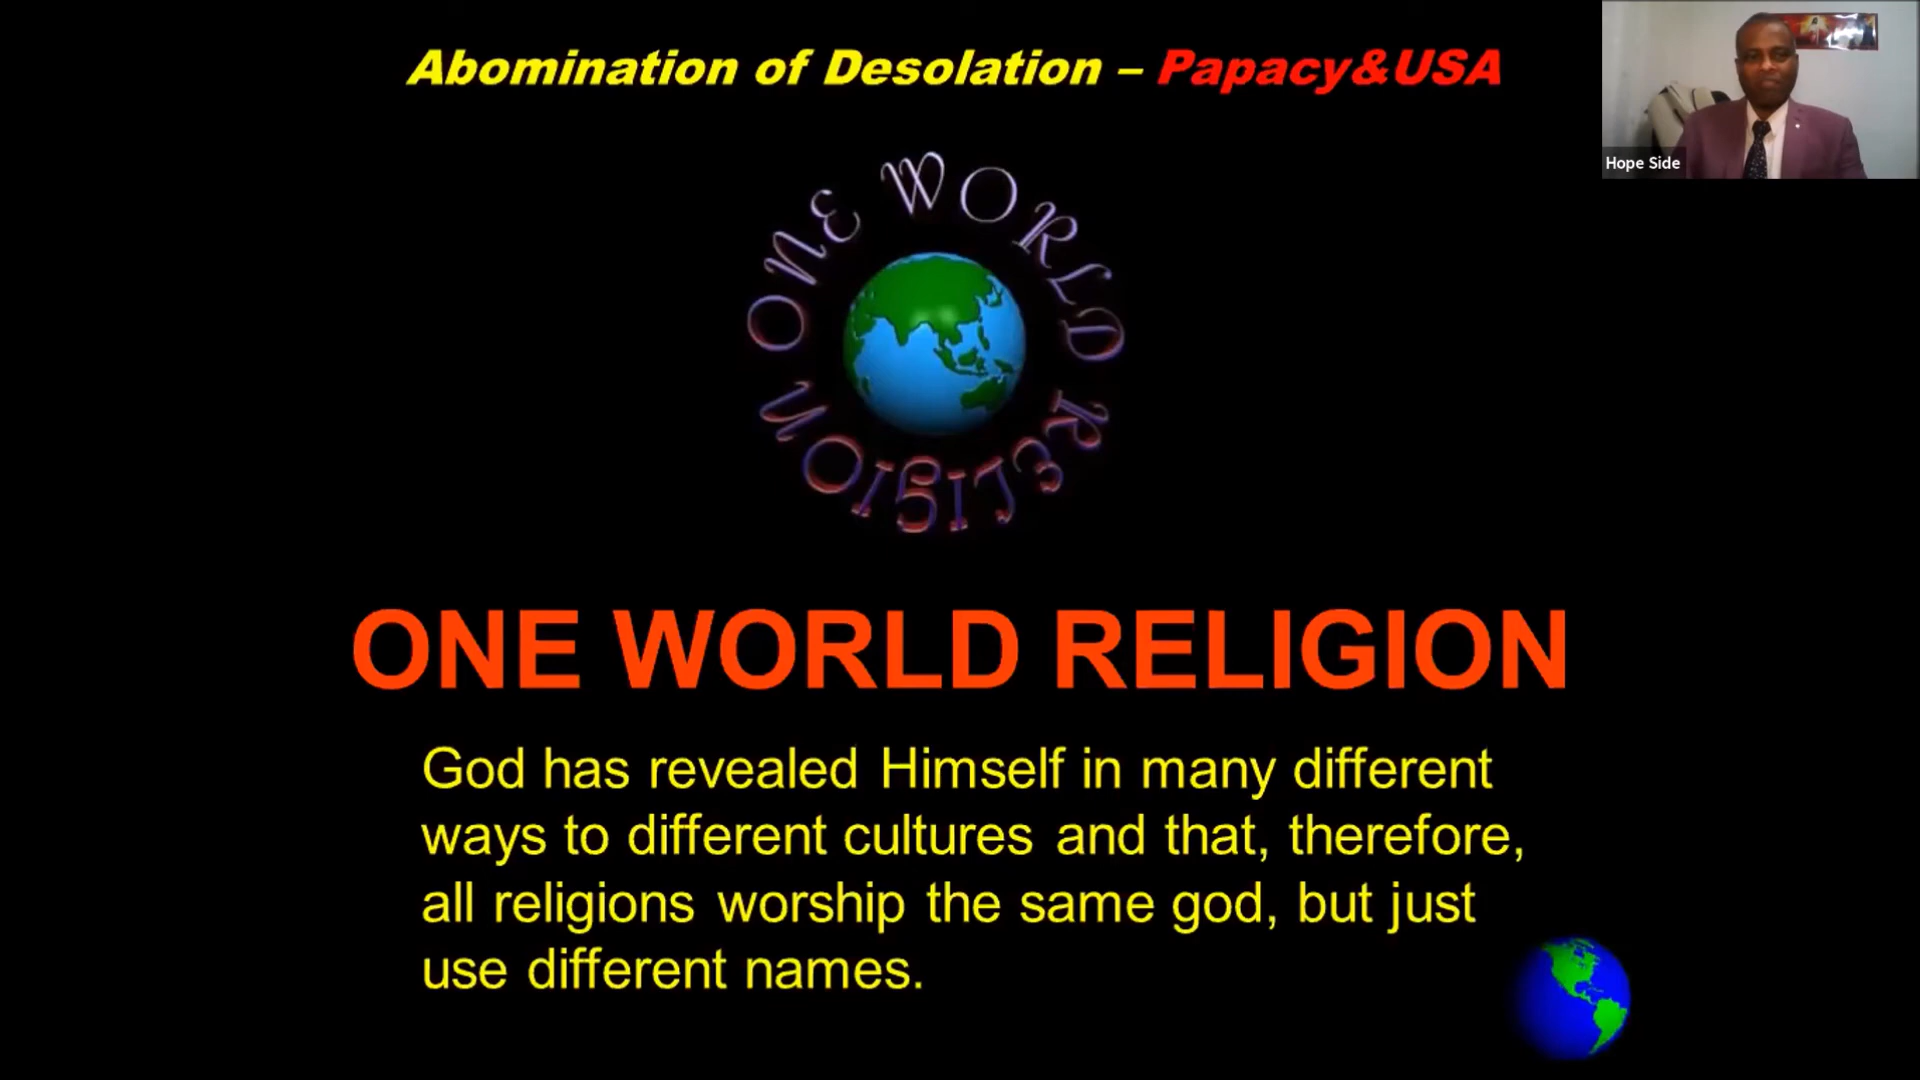 Abomination of Desolation – Papacy&USA
Hope Side
ONE WORLD RELIGION
ONE WORLD RELIGION
God has revealed Himself in many different
ways to different cultures and that, therefore,
all religions worship the same god, but just
use different names.